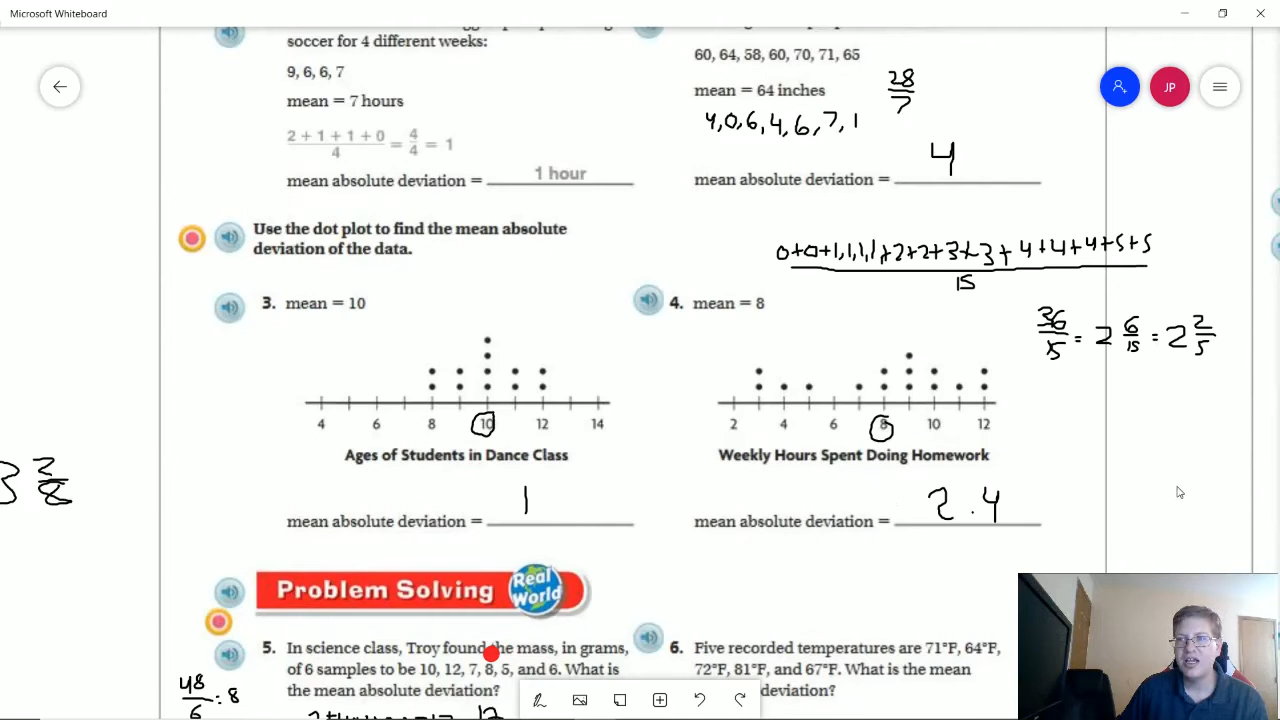 Microsoft Whiteboard
soccer for 4 different weeks:
9, 6, 6, 7
mean = 7 hours
2 + 1 + 1 + 0 / 4 = 4/4 = 1
mean absolute deviation = 1 hour
60, 64, 58, 60, 70, 71, 65
mean = 64 inches
28/7
4, 0, 6, 4, 6, 7, 1
mean absolute deviation = 4
JP
Use the dot plot to find the mean absolute
deviation of the data.
0+0+1,1,1,1+2+2+3+3+4+4+4+5+5
15
3. mean = 10
4 6 8 10 12 14
Ages of Students in Dance Class
mean absolute deviation = 1
4. mean = 8
36/15 = 2 6/15 = 2 2/5
2 4 6 8 10 12
Weekly Hours Spent Doing Homework
mean absolute deviation = 2.4
3 2/8
Problem Solving Real World
5. In science class, Troy found the mass, in grams,
of 6 samples to be 10, 12, 7, 8, 5, and 6. What is
the mean absolute deviation?
48/6 = 8
12
6. Five recorded temperatures are 71°F, 64°F,
72°F, 81°F, and 67°F. What is the mean
deviation?